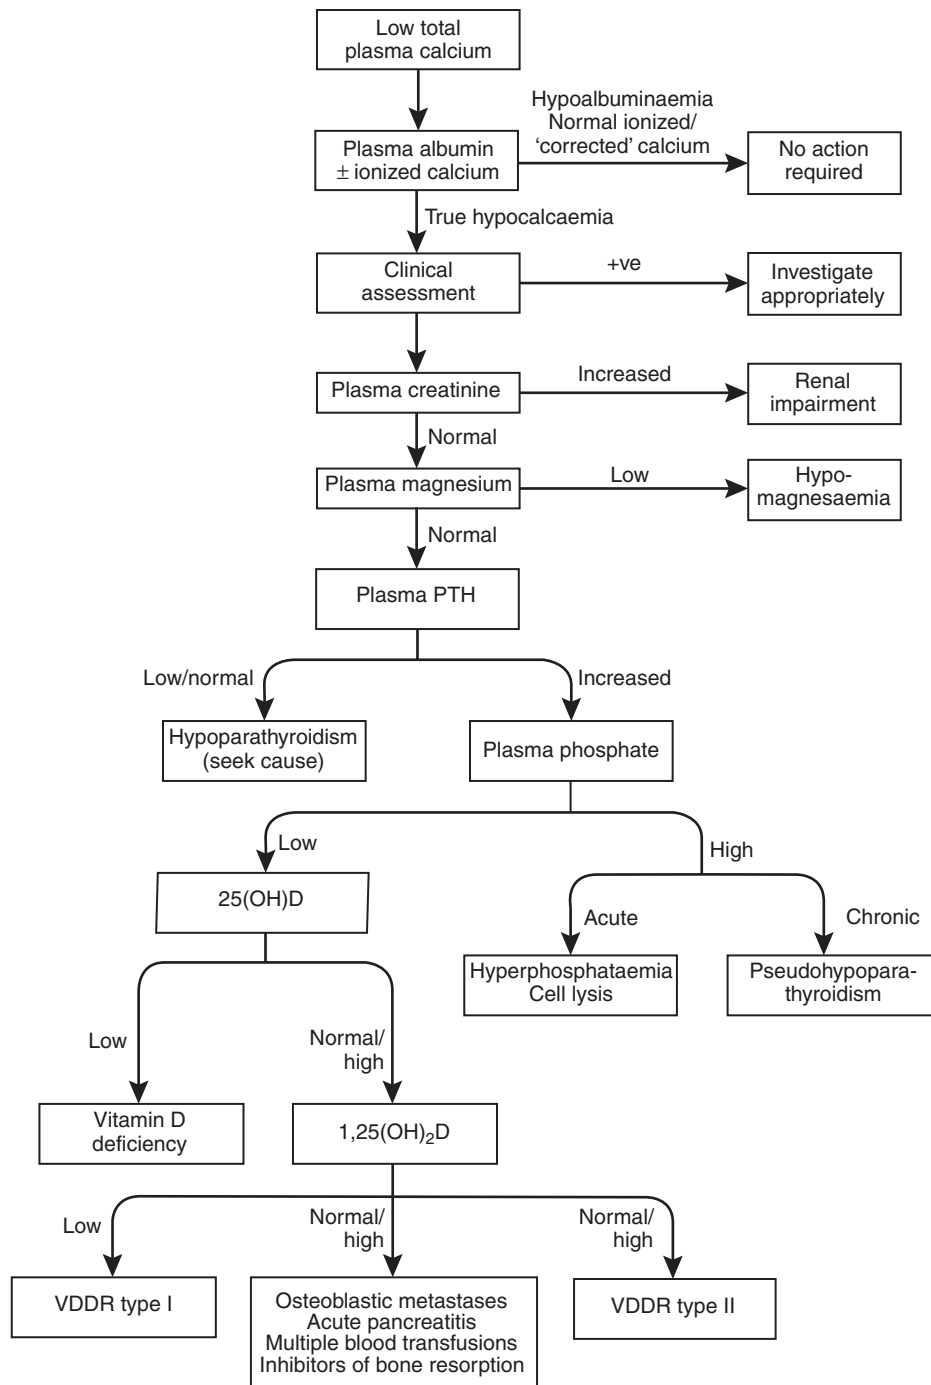 Low total
plasma calcium
Hypoalbuminaemia
Normal ionized/
‘corrected’ calcium
Plasma albumin
± ionized calcium
No action
required
True hypocalcaemia
Clinical
assessment
+ve
Investigate
appropriately
Plasma creatinine
Increased
Renal
impairment
Normal
Plasma magnesium
Low
Hypo-
magnesaemia
Normal
Plasma PTH
Low/normal
Increased
Hypoparathyroidism
(seek cause)
Plasma phosphate
Low
High
25(OH)D
Acute
Chronic
Hyperphosphataemia
Cell lysis
Pseudohypopara-
thyroidism
Low
Normal/
high
Vitamin D
deficiency
1,25(OH)₂D
Low
Normal/
high
Normal/
high
VDDR type I
Osteoblastic metastases
Acute pancreatitis
Multiple blood transfusions
Inhibitors of bone resorption
VDDR type II